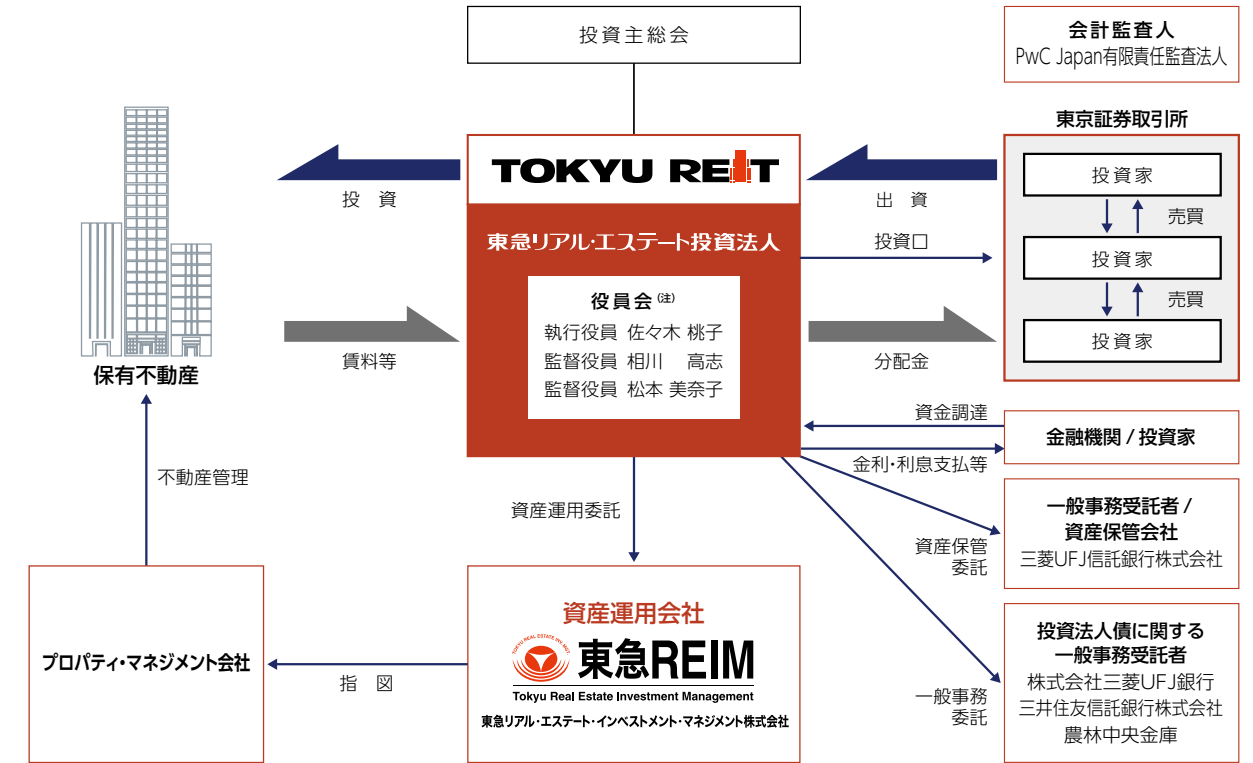 投資主総会
会計監査人
PwC Japan有限責任監査法人
東京証券取引所
投資家
売買
投資家
売買
投資家
TOKYU REIT
東急リアル・エステート投資法人
役員会(注)
執行役員 佐々木 桃子
監督役員 相川　高志
監督役員 松本 美奈子
投　資
賃料等
出　資
投資口
分配金
保有不動産
不動産管理
資金調達
金利・利息支払等
金融機関 / 投資家
資産運用委託
資産保管
委託
一般事務受託者 /
資産保管会社
三菱UFJ信託銀行株式会社
一般事務
委託
投資法人債に関する
一般事務受託者
株式会社三菱UFJ銀行
三井住友信託銀行株式会社
農林中央金庫
プロパティ・マネジメント会社
指　図
資産運用会社
TOKYU REAL ESTATE INV. MGT.
東急REIM
Tokyu Real Estate Investment Management
東急リアル・エステート・インベストメント・マネジメント株式会社